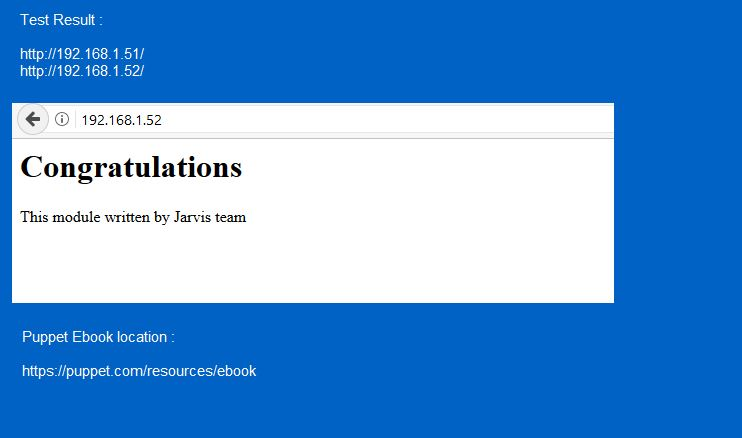 Test Result :
http://192.168.1.51/
http://192.168.1.52/
192.168.1.52
Congratulations
This module written by Jarvis team
Puppet Ebook location :
https://puppet.com/resources/ebook